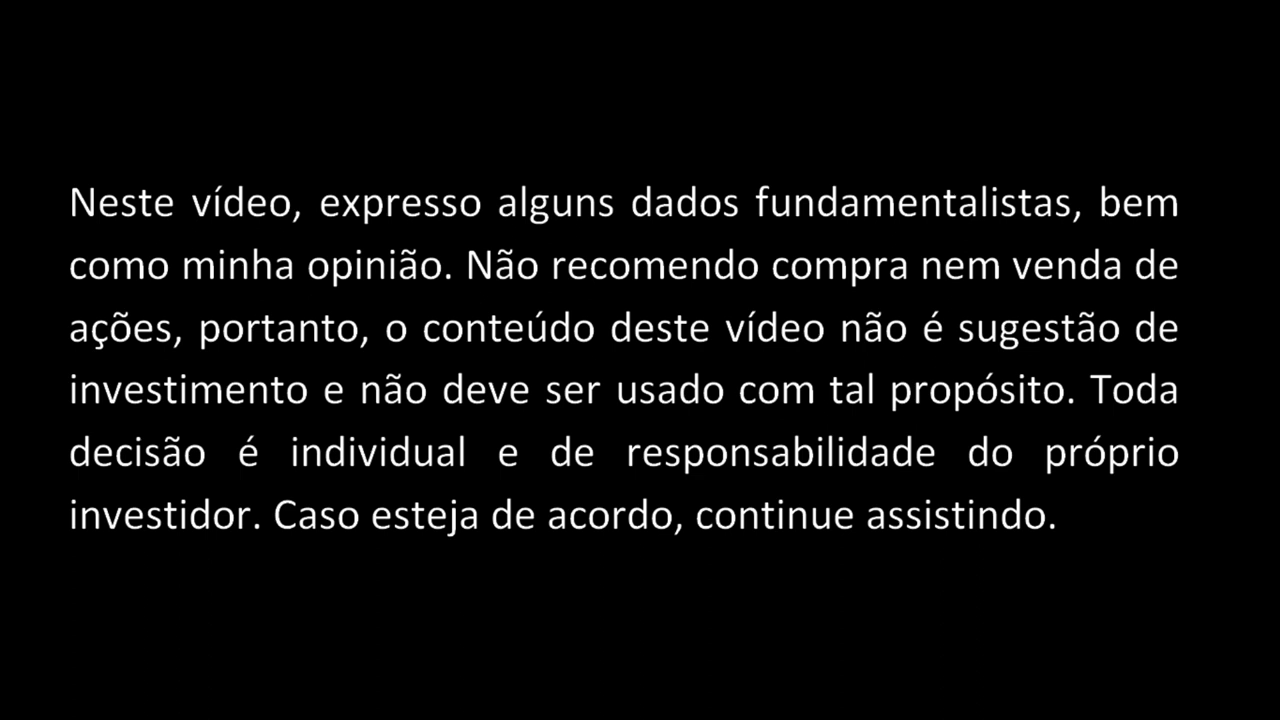 Neste vídeo, expresso alguns dados fundamentalistas, bem
como minha opinião. Não recomendo compra nem venda de
ações, portanto, o conteúdo deste vídeo não é sugestão de
investimento e não deve ser usado com tal propósito. Toda
decisão é individual e de responsabilidade do próprio
investidor. Caso esteja de acordo, continue assistindo.